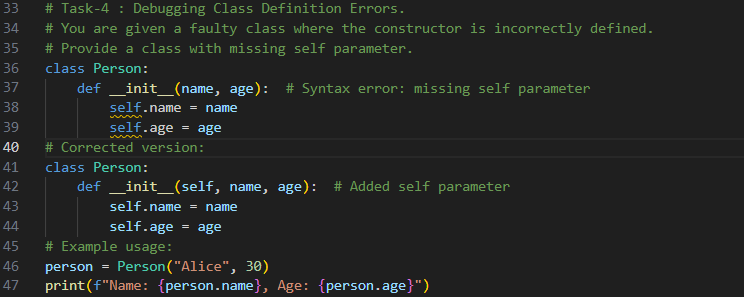 33 # Task-4 : Debugging Class Definition Errors.
34 # You are given a faulty class where the constructor is incorrectly defined.
35 # Provide a class with missing self parameter.
36 class Person:
37     def __init__(name, age):  # Syntax error: missing self parameter
38         self.name = name
39         self.age = age
40 # Corrected version:
41 class Person:
42     def __init__(self, name, age):  # Added self parameter
43         self.name = name
44         self.age = age
45 # Example usage:
46 person = Person("Alice", 30)
47 print(f"Name: {person.name}, Age: {person.age}")